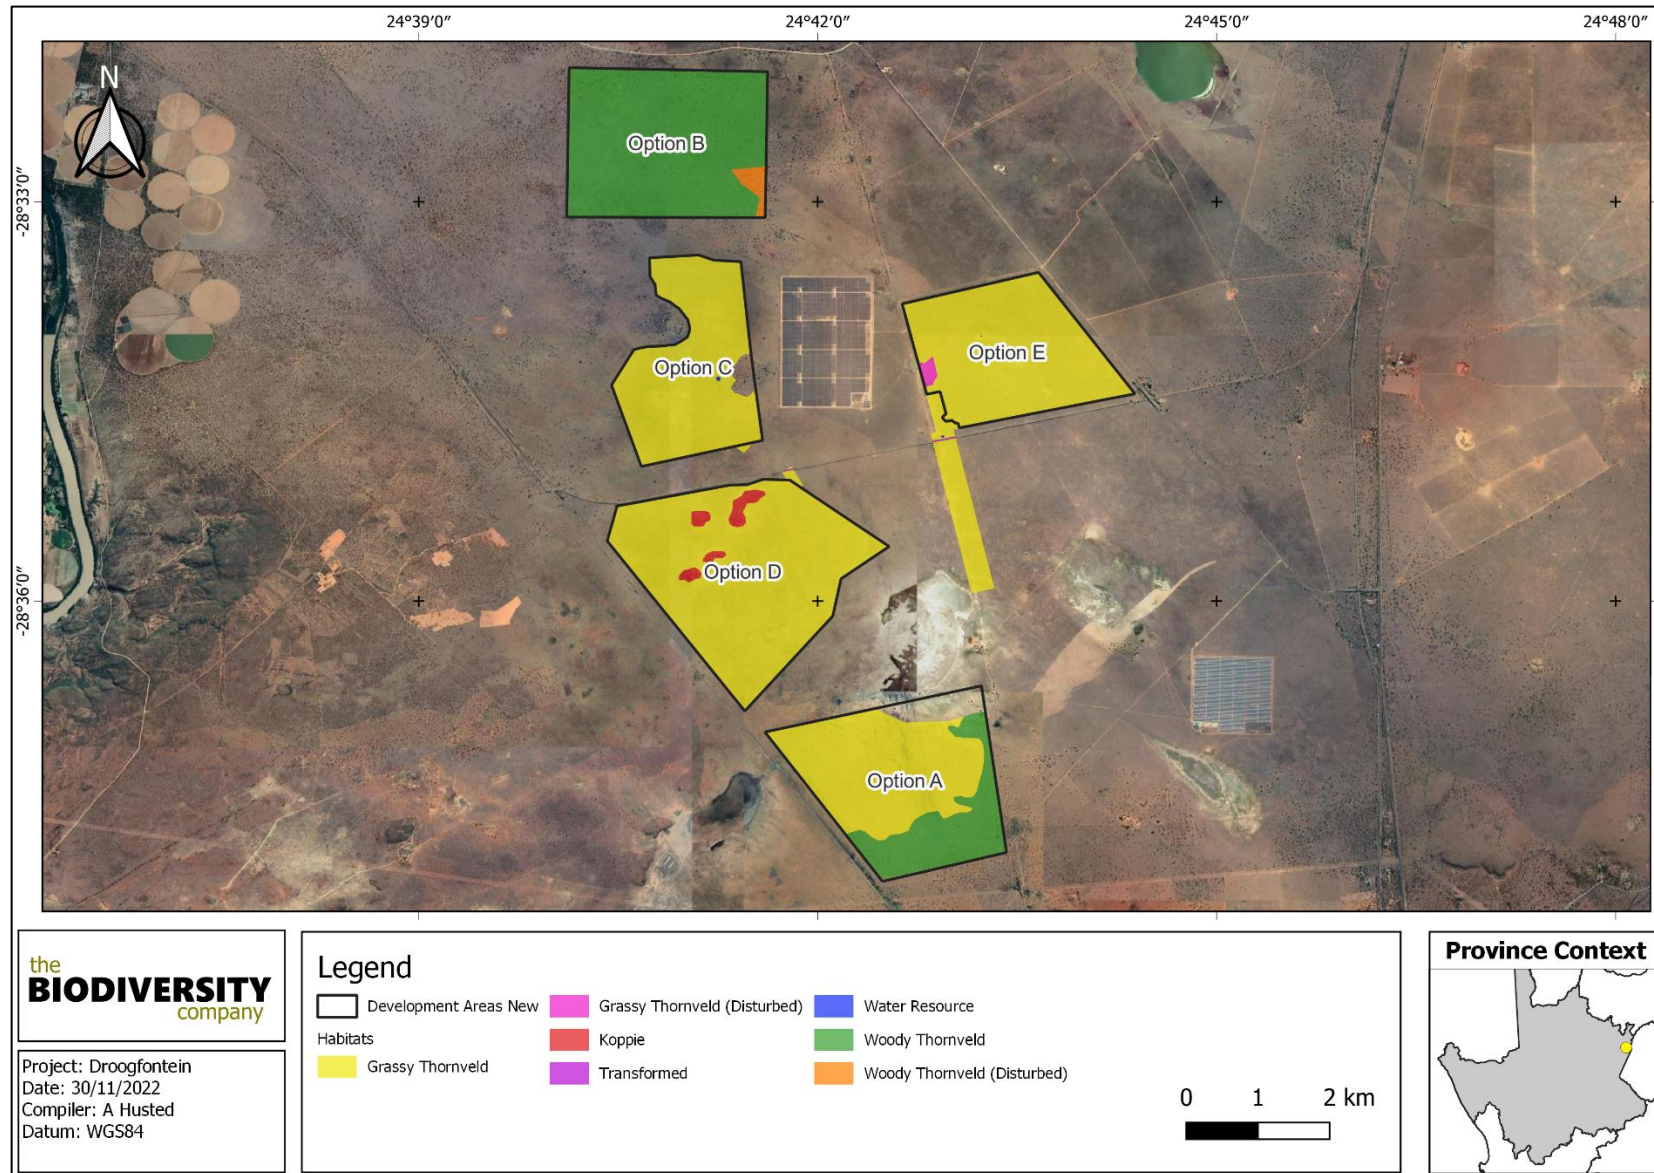 24°39′0″ 24°42′0″ 24°45′0″ 24°48′0″
N
Option B
-28°33′0″
Option E
Option C
Option D
-28°36′0″
Option A
the
BIODIVERSITY
company
Project: Droogfontein
Date: 30/11/2022
Compiler: A Husted
Datum: WGS84
Legend
Development Areas New
Habitats
Grassy Thornveld
Grassy Thornveld (Disturbed)
Koppie
Transformed
Water Resource
Woody Thornveld
Woody Thornveld (Disturbed)
0 1 2 km
Province Context